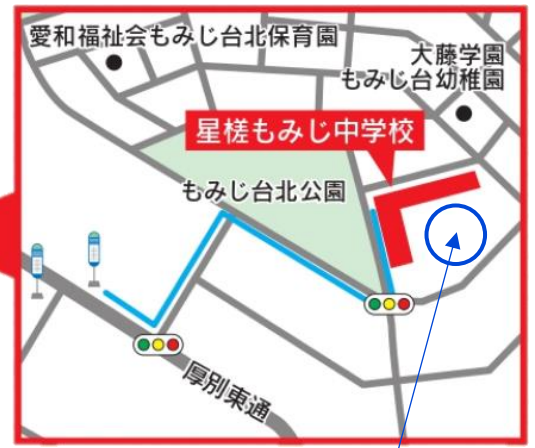 愛和福祉会もみじ台北保育園
大藤学園
もみじ台幼稚園
星槎もみじ中学校
もみじ台北公園
厚別東通